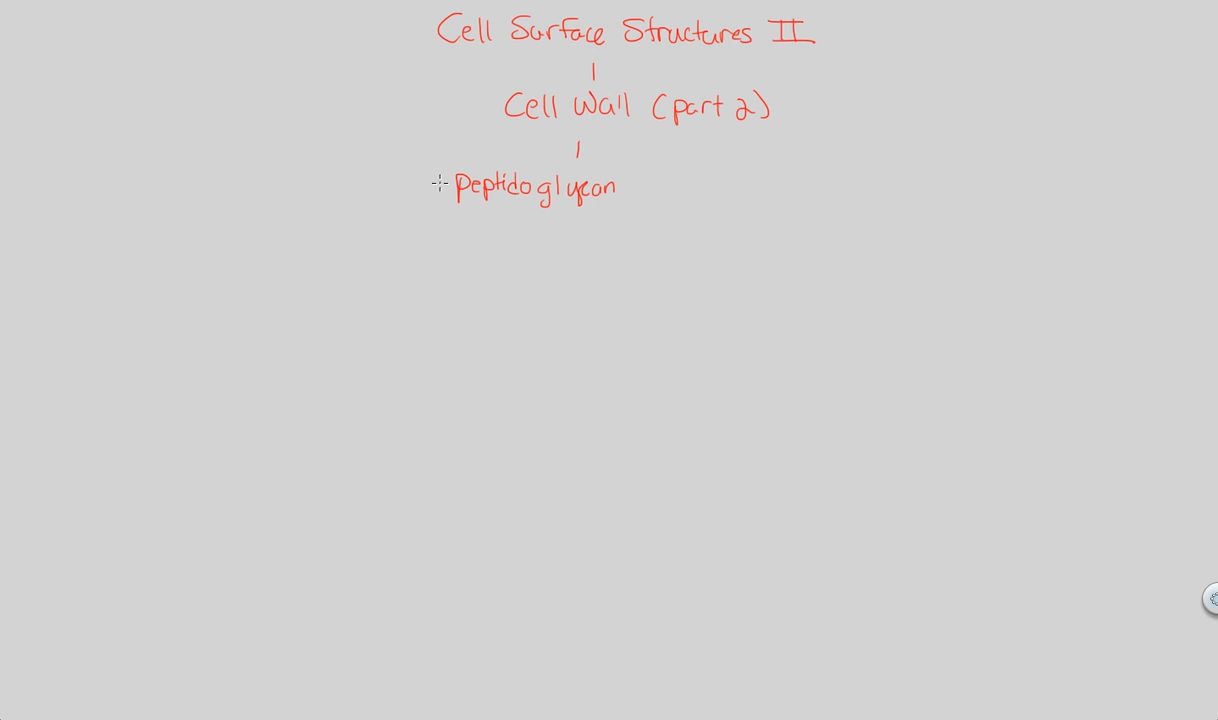 Cell Surface Structures II
Cell Wall (part 2)
peptidoglycan